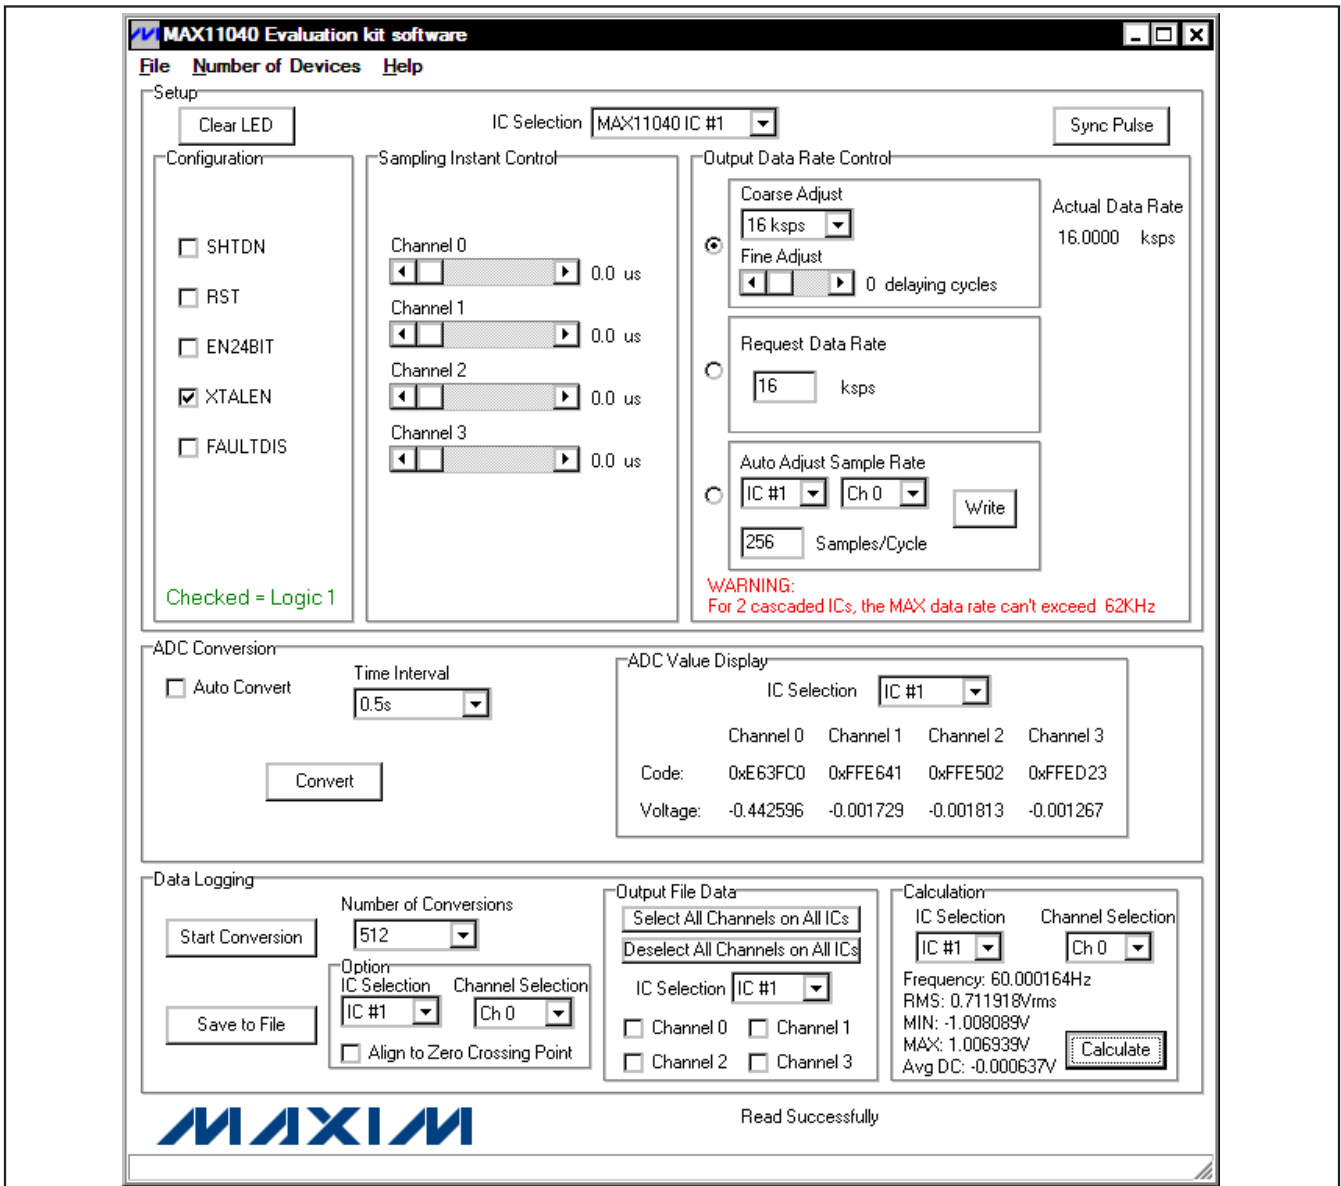 MAX11040 Evaluation kit software
File Number of Devices Help
Setup
Clear LED
IC Selection MAX11040 IC #1
Sync Pulse
Configuration
SHTDN
RST
EN24BIT
XTALEN
FAULTDIS
Checked = Logic 1
Sampling Instant Control
Channel 0
0.0 us
Channel 1
0.0 us
Channel 2
0.0 us
Channel 3
0.0 us
Output Data Rate Control
Coarse Adjust
16 ksps
Fine Adjust
0 delaying cycles
Actual Data Rate
16.0000 ksps
Request Data Rate
16 ksps
Auto Adjust Sample Rate
IC #1 Ch 0
Write
256 Samples/Cycle
WARNING:
For 2 cascaded ICs, the MAX data rate can't exceed 62KHz
ADC Conversion
Auto Convert
Time Interval
0.5s
Convert
ADC Value Display
IC Selection IC #1
Channel 0 Channel 1 Channel 2 Channel 3
Code: 0xE63FC0 0xFFE641 0xFFE502 0xFFED23
Voltage: -0.442596 -0.001729 -0.001813 -0.001267
Data Logging
Start Conversion
Save to File
Number of Conversions
512
Option
IC Selection Channel Selection
IC #1 Ch 0
Align to Zero Crossing Point
Output File Data
Select All Channels on All ICs
Deselect All Channels on All ICs
IC Selection IC #1
Channel 0 Channel 1
Channel 2 Channel 3
Calculation
IC Selection Channel Selection
IC #1 Ch 0
Frequency: 60.000164Hz
RMS: 0.711918Vrms
MIN: -1.008089V
MAX: 1.006939V
Avg DC: -0.000637V
Calculate
MAXIM
Read Successfully